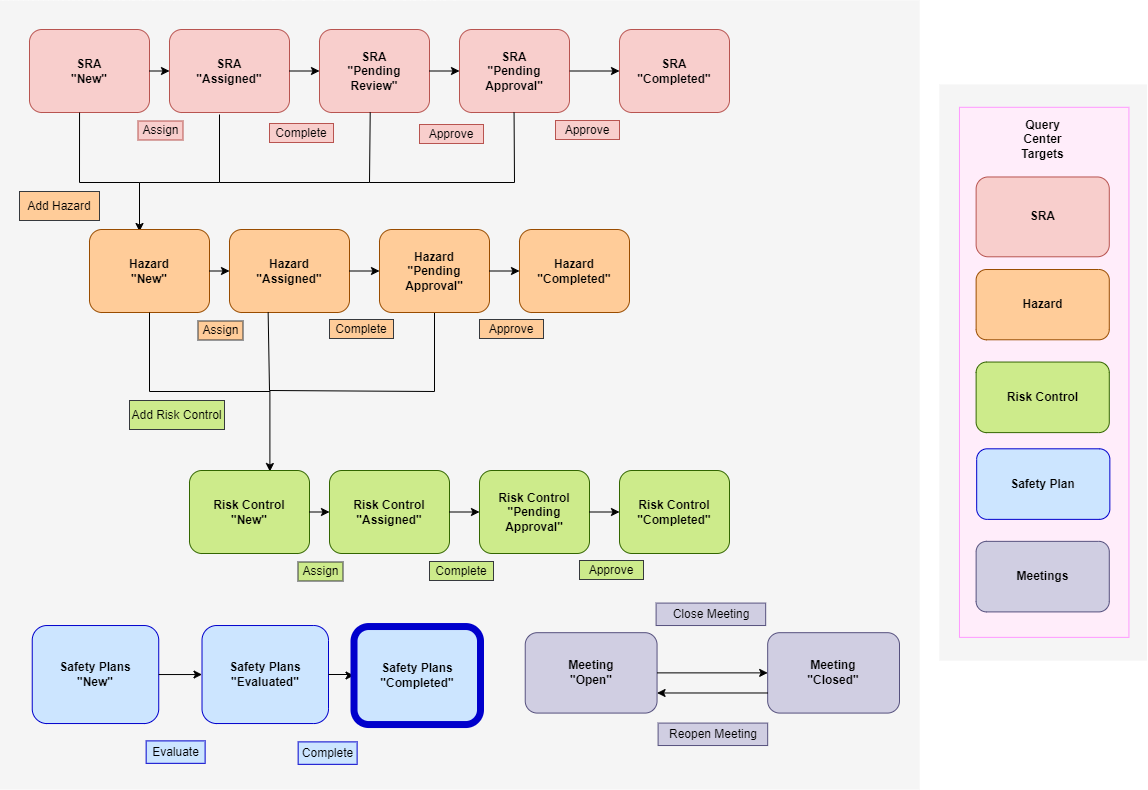 SRA
"New"
SRA
"Assigned"
SRA
"Pending
Review"
SRA
"Pending
Approval"
SRA
"Completed"
Assign
Complete
Approve
Approve
Add Hazard
Hazard
"New"
Hazard
"Assigned"
Hazard
"Pending
Approval"
Hazard
"Completed"
Assign
Complete
Approve
Add Risk Control
Risk Control
"New"
Risk Control
"Assigned"
Risk Control
"Pending
Approval"
Risk Control
"Completed"
Assign
Complete
Approve
Safety Plans
"New"
Safety Plans
"Evaluated"
Safety Plans
"Completed"
Evaluate
Complete
Close Meeting
Meeting
"Open"
Meeting
"Closed"
Reopen Meeting
Query
Center
Targets
SRA
Hazard
Risk Control
Safety Plan
Meetings